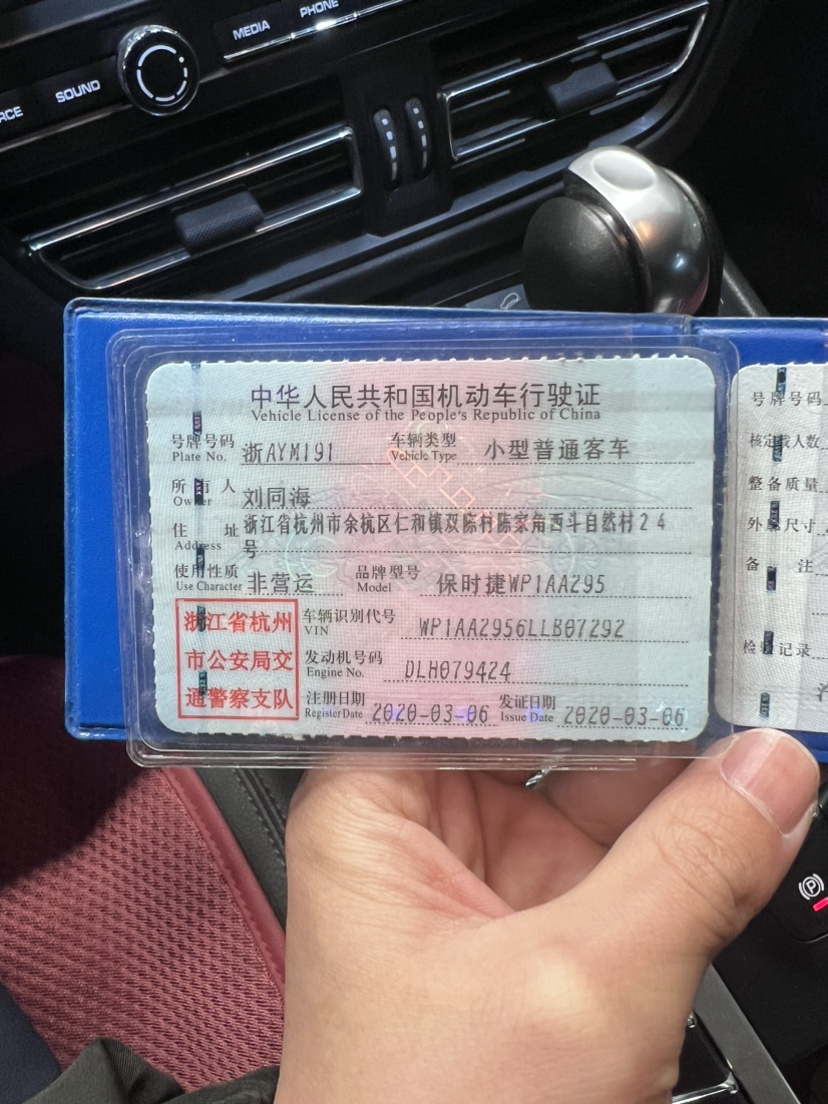 MEDIA
PHONE
SOUND
中华人民共和国机动车行驶证
Vehicle License of the People's Republic of China
号牌号码 浙AYM191 车辆类型 小型普通客车
Plate No. Vehicle Type
所有人 刘同海
Owner
住址 浙江省杭州市余杭区仁和镇双陈村陈家角西斗自然村24
Address 号
使用性质 非营运 品牌型号 保时捷WP1AA295
Use Character Model
浙江省杭州
市公安局交
通警察支队
车辆识别代号 WP1AA2956LLB07292
VIN
发动机号码 DLH079424
Engine No.
注册日期 2020-03-06 发证日期 2020-03-06
Register Date Issue Date
号牌号码
核定载人数
整备质量
外廓尺寸
备注
检验记录